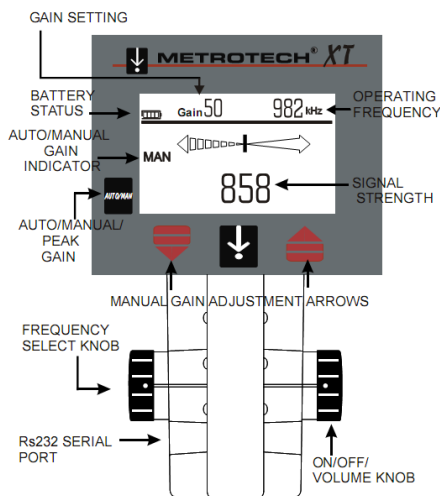 GAIN SETTING
METROTECH® XT
BATTERY
STATUS
Gain 50
982 kHz
OPERATING
FREQUENCY
AUTO/MANUAL
GAIN
INDICATOR
MAN
858
SIGNAL
STRENGTH
AUTO/MAN
AUTO/MANUAL/
PEAK
GAIN
MANUAL GAIN ADJUSTMENT ARROWS
FREQUENCY
SELECT KNOB
Rs232 SERIAL
PORT
ON/OFF/
VOLUME KNOB